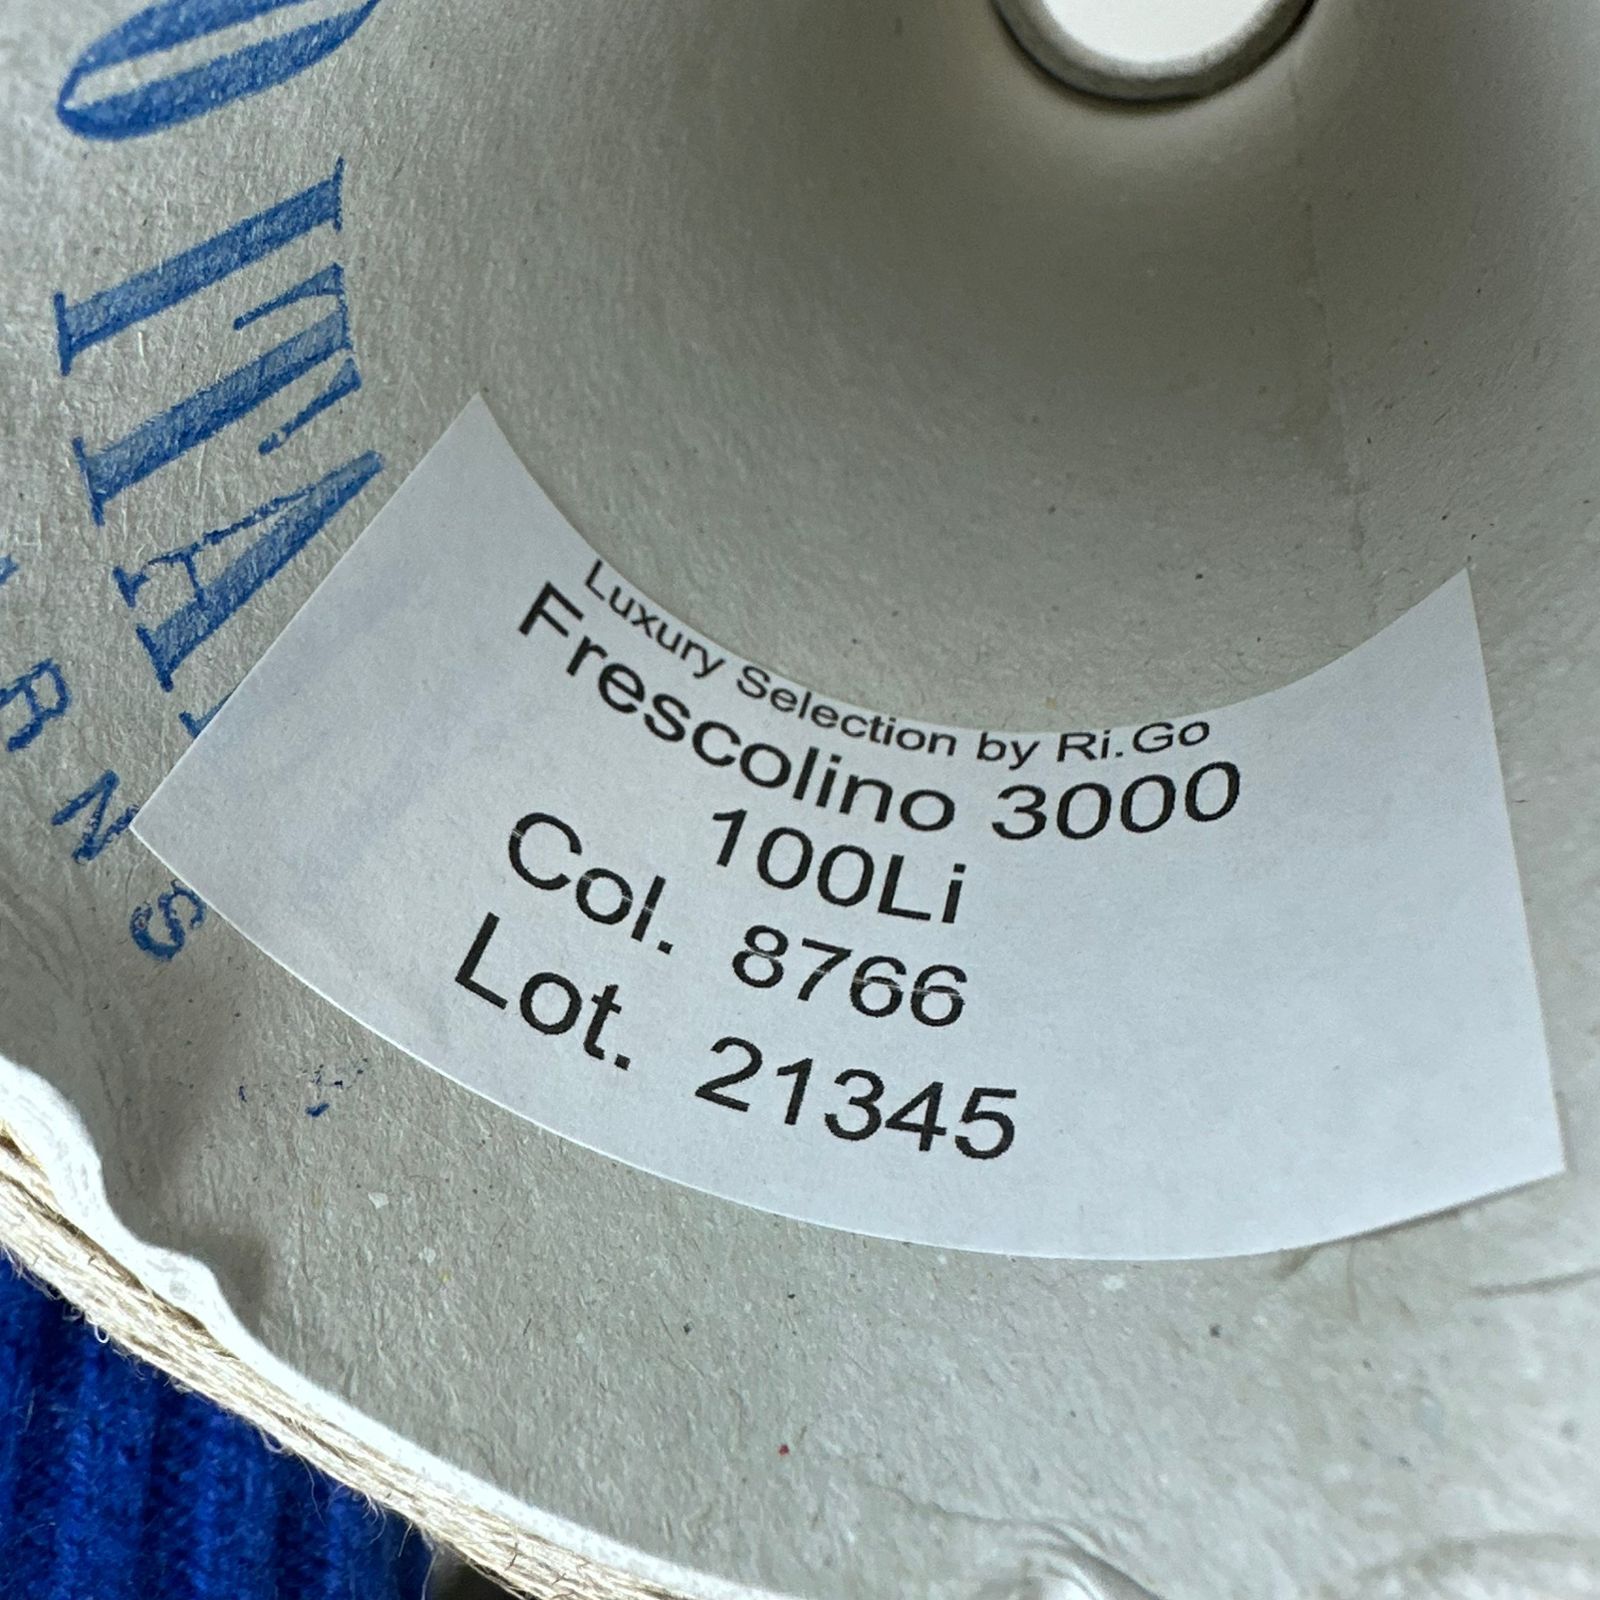 Luxury Selection by Ri.Go
Frescolino 3000
100Li
Col. 8766
Lot. 21345